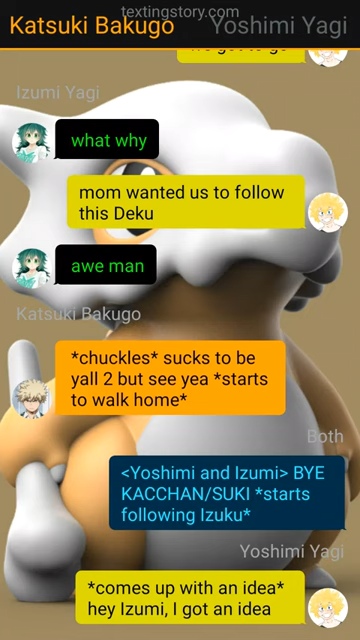 textingstory.com
Katsuki Bakugo Yoshimi Yagi
Izumi Yagi
what why
mom wanted us to follow
this Deku
awe man
Katsuki Bakugo
*chuckles* sucks to be
yall 2 but see yea *starts
to walk home*
Both
<Yoshimi and Izumi> BYE
KACCHAN/SUKI *starts
following Izuku*
Yoshimi Yagi
*comes up with an idea*
hey Izumi, I got an idea